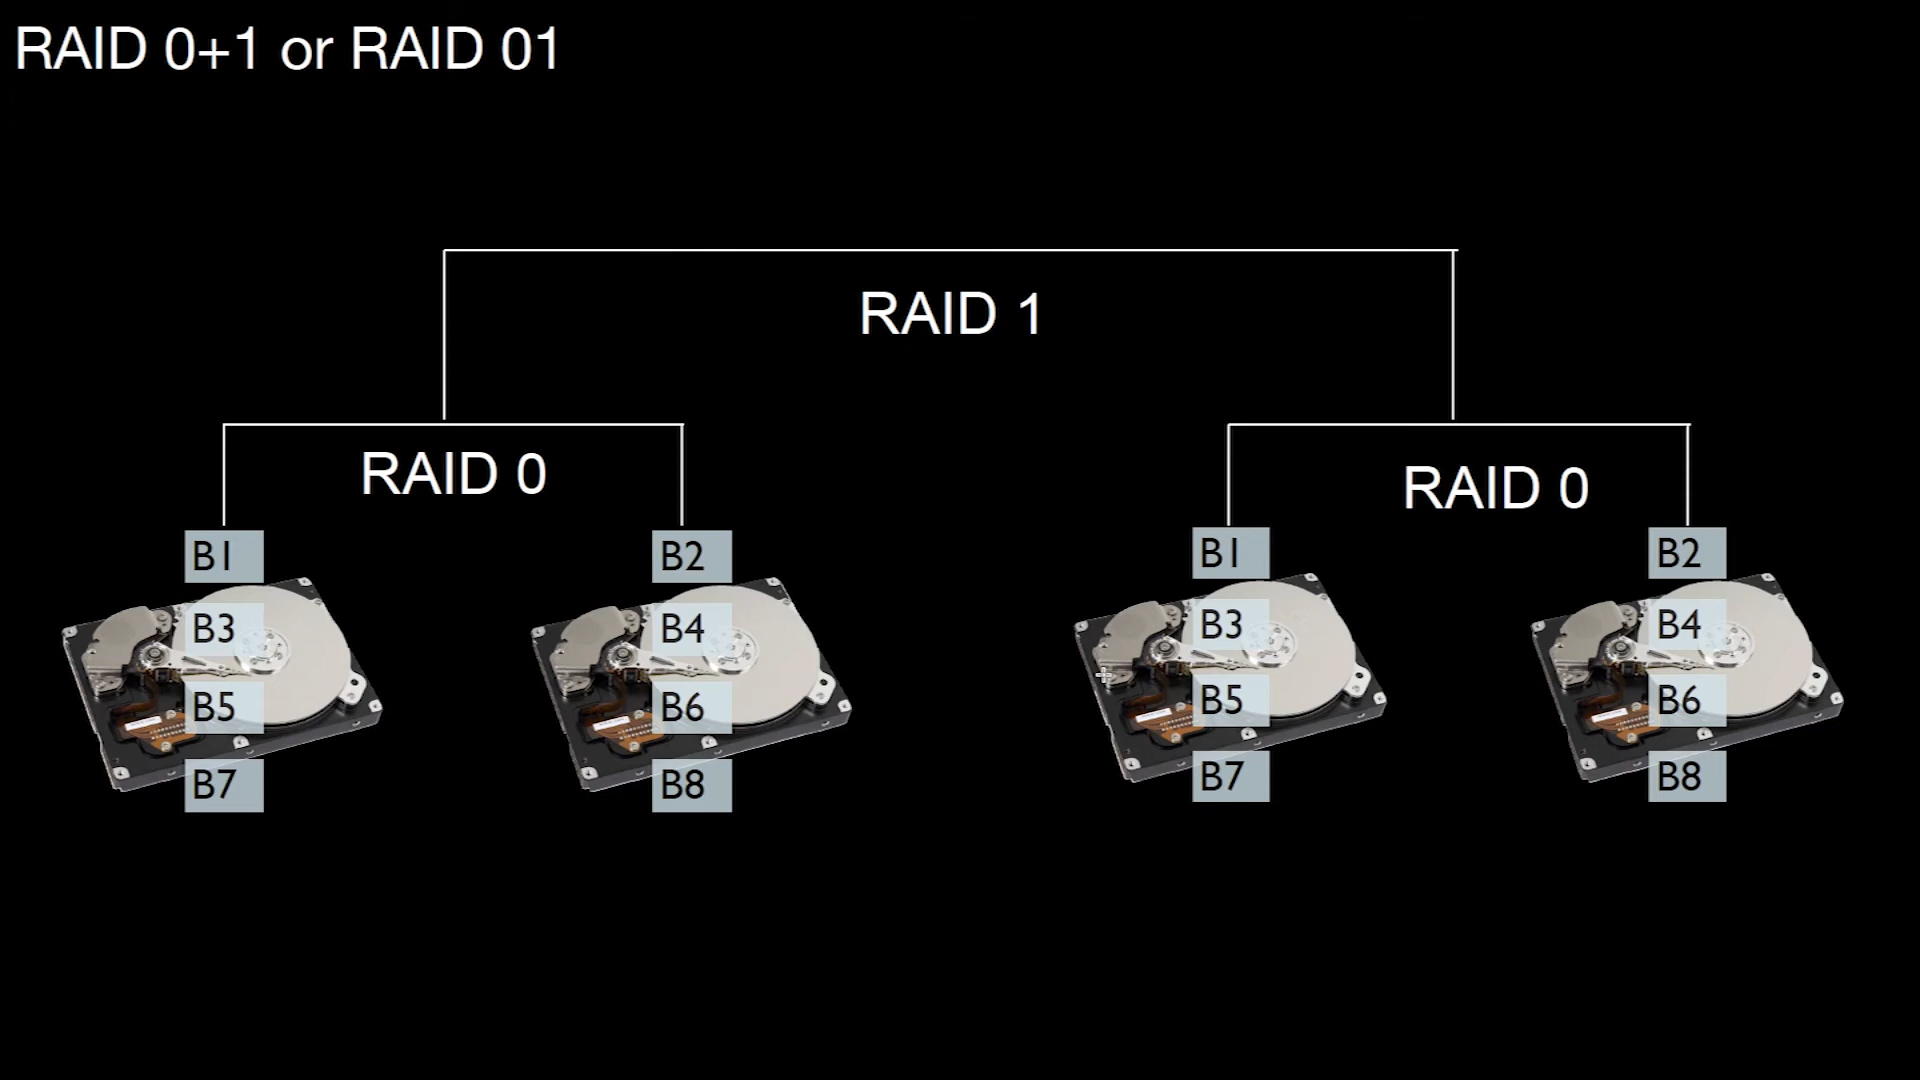 RAID 0+1 or RAID 01
RAID 1
RAID 0
RAID 0
B1
B2
B1
B2
B3
B4
B3
B4
B5
B6
B5
B6
B7
B8
B7
B8